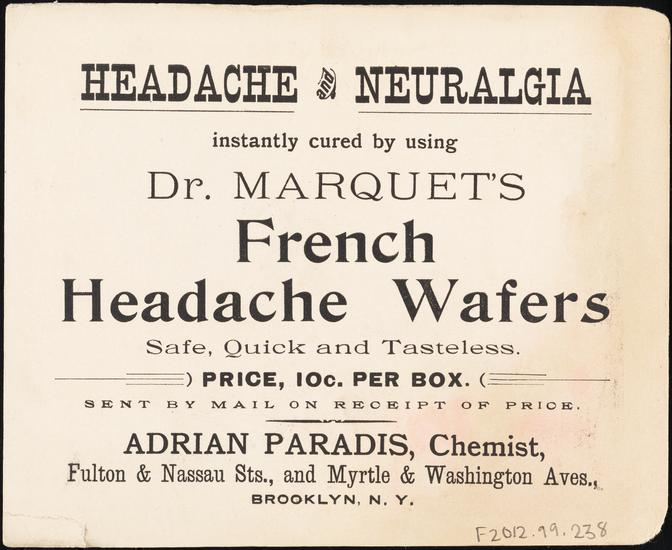 HEADACHE and NEURALGIA
instantly cured by using
Dr. MARQUET'S
French
Headache Wafers
Safe, Quick and Tasteless.
PRICE, 10c. PER BOX.
SENT BY MAIL ON RECEIPT OF PRICE.
ADRIAN PARADIS, Chemist,
Fulton & Nassau Sts., and Myrtle & Washington Aves.,
BROOKLYN, N. Y.
F2012.99.238